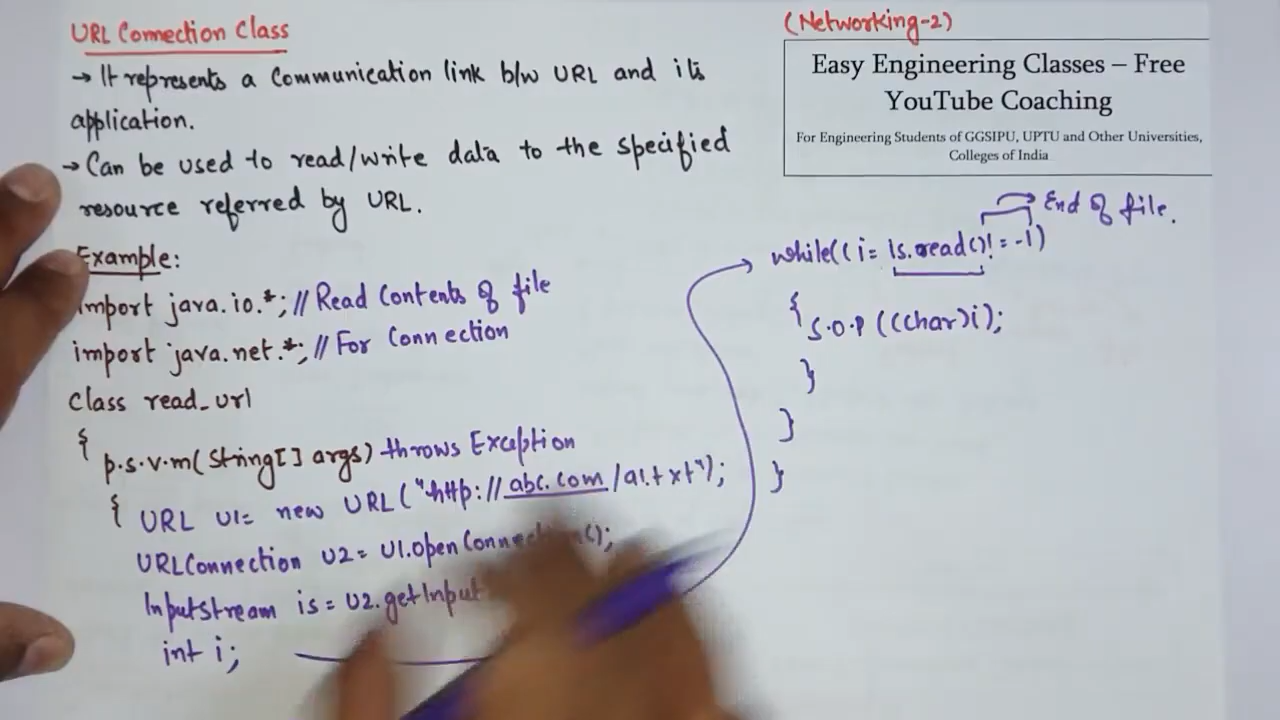 URL Connection Class
→ It represents a Communication link b/w URL and its
application.
→ Can be used to read/write data to the specified
resource referred by URL.
Example:
import java.io.*; // Read Contents of file
import java.net.*; // For Connection
Class read_url
{
p.s.v.m(String[] args) throws Exception
{ URL u1= new URL("http://abc.com/a1.txt");
URLConnection u2= u1.open();
InputStream is= u2.getInput
int i;
(Networking-2)
Easy Engineering Classes – Free
YouTube Coaching
For Engineering Students of GGSIPU, UPTU and Other Universities,
Colleges of India
End of file.
while((i= is.read()!= -1)
{
S.O.P ((char)i);
}
}
}